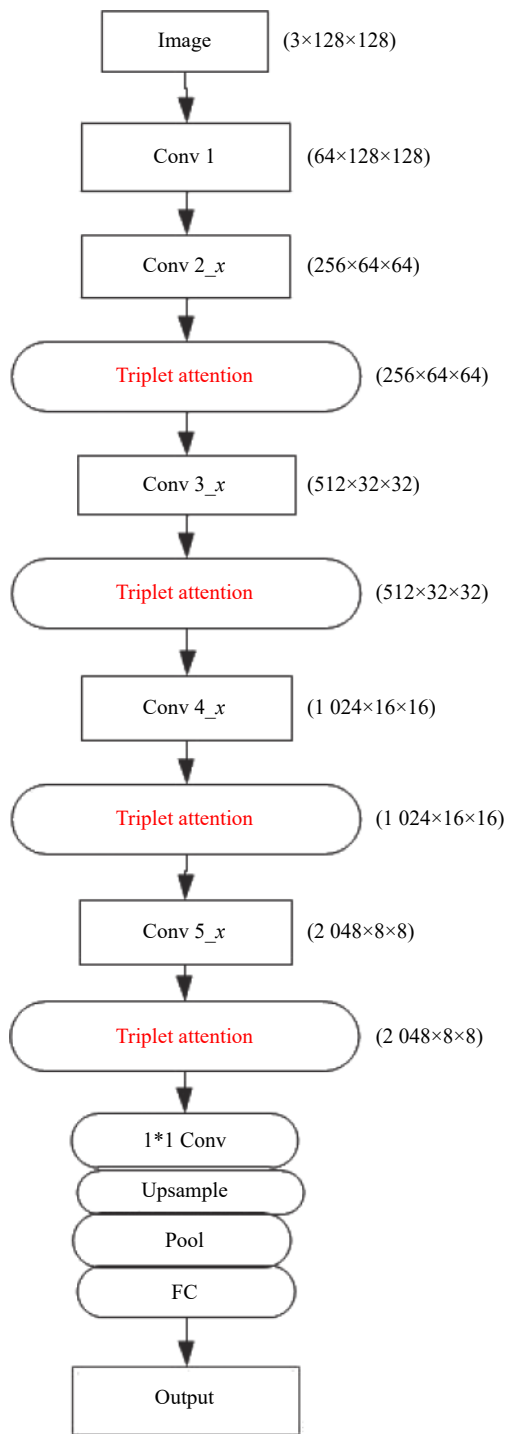 Image (3×128×128)
Conv 1 (64×128×128)
Conv 2_x (256×64×64)
Triplet attention (256×64×64)
Conv 3_x (512×32×32)
Triplet attention (512×32×32)
Conv 4_x (1 024×16×16)
Triplet attention (1 024×16×16)
Conv 5_x (2 048×8×8)
Triplet attention (2 048×8×8)
1*1 Conv
Upsample
Pool
FC
Output